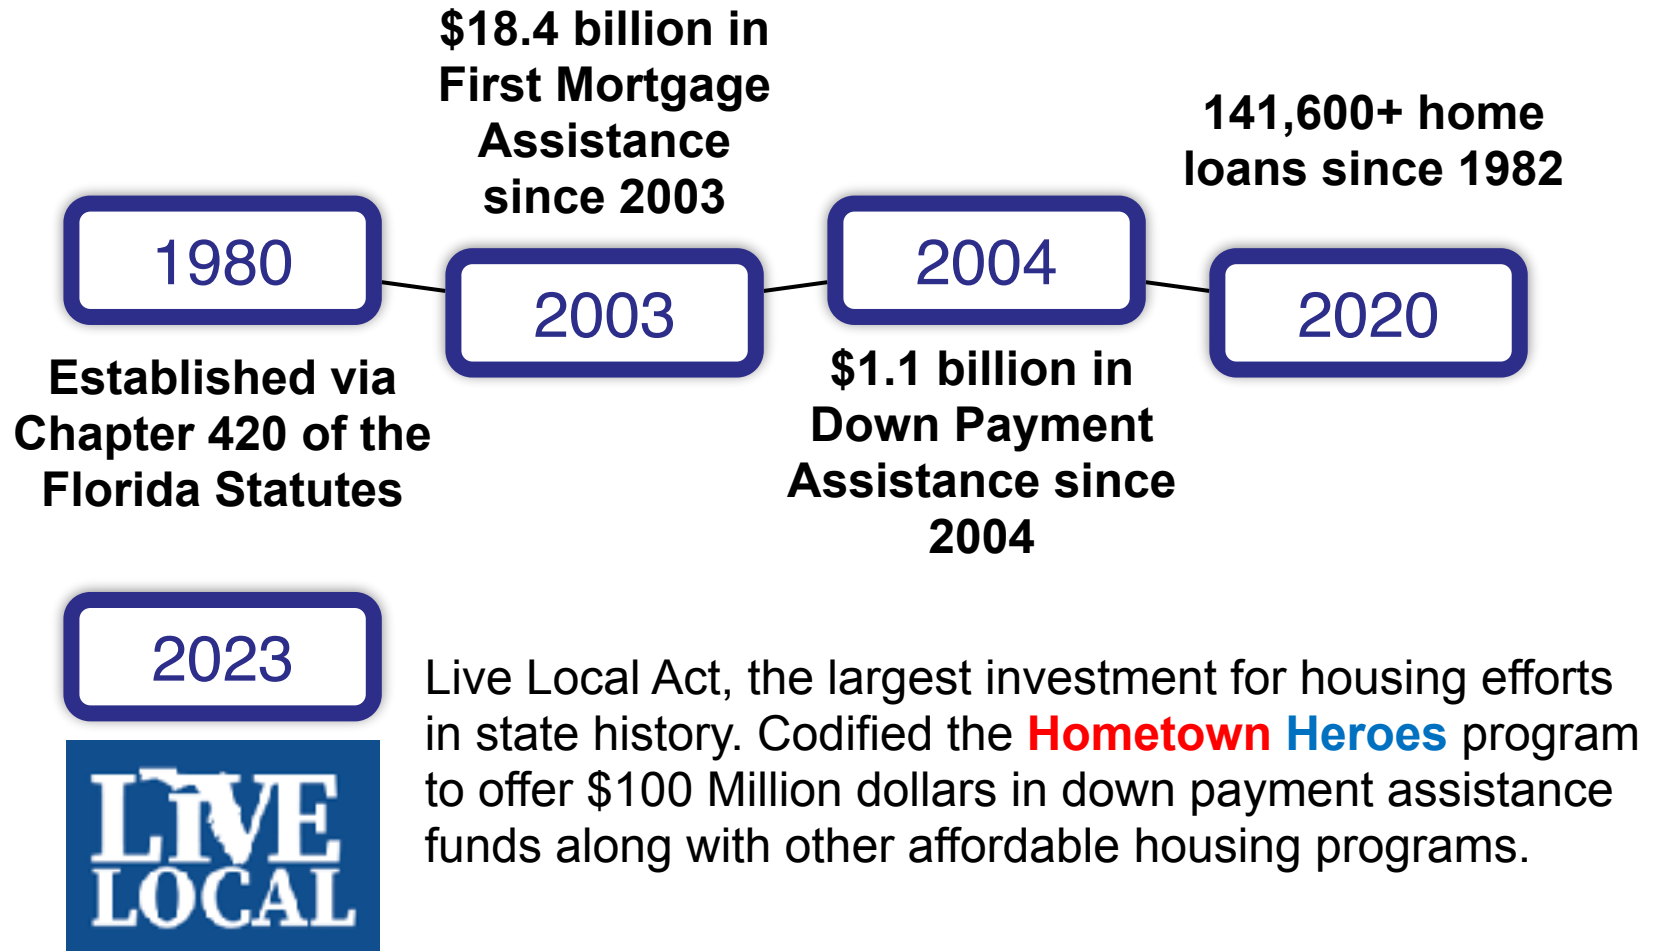 $18.4 billion in
First Mortgage
Assistance
since 2003
141,600+ home
loans since 1982
1980
2003
2004
2020
Established via
Chapter 420 of the
Florida Statutes
$1.1 billion in
Down Payment
Assistance since
2004
2023
Live Local Act, the largest investment for housing efforts
in state history. Codified the Hometown Heroes program
to offer $100 Million dollars in down payment assistance
funds along with other affordable housing programs.
LIVE
LOCAL